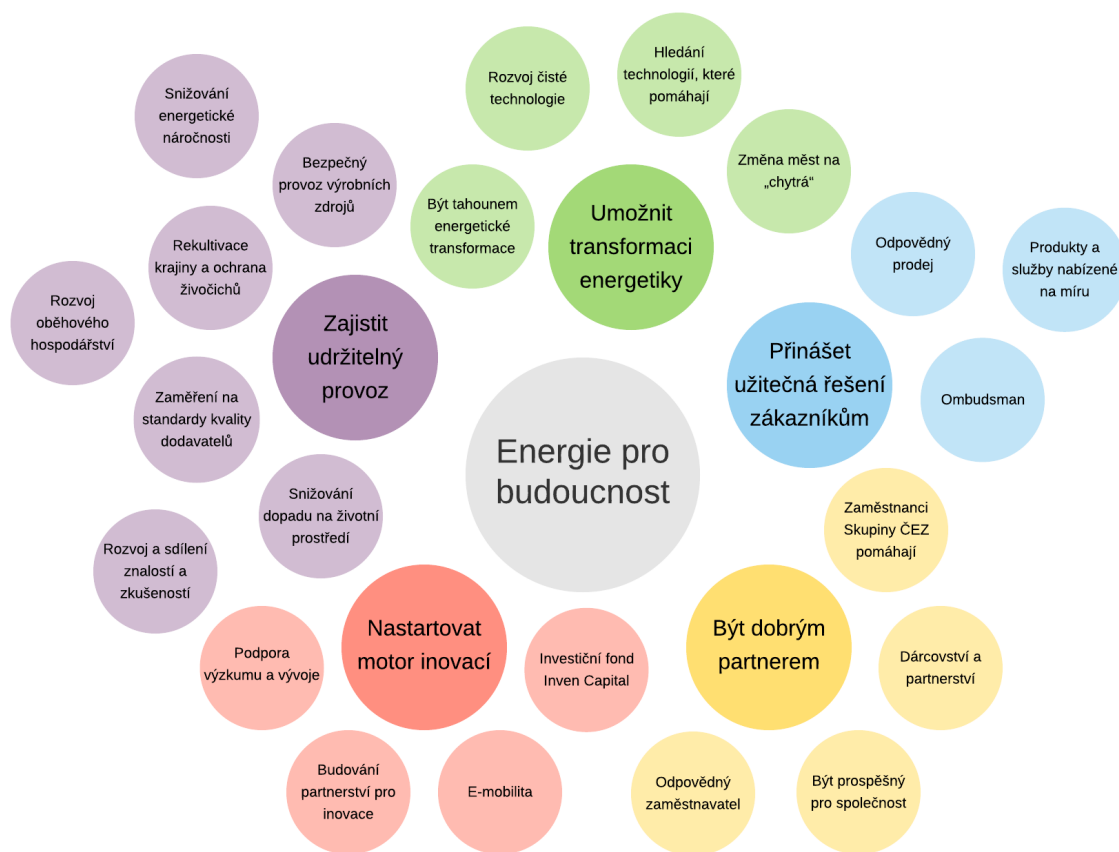 Energie pro
budoucnost
Umožnit
transformaci
energetiky
Být tahounem
energetické
transformace
Rozvoj čisté
technologie
Hledání
technologií, které
pomáhají
Změna měst na
„chytrá“
Přinášet
užitečná řešení
zákazníkům
Odpovědný
prodej
Produkty a
služby nabízené
na míru
Ombudsman
Být dobrým
partnerem
Zaměstnanci
Skupiny ČEZ
pomáhají
Dárcovství a
partnerství
Být prospěšný
pro společnost
Odpovědný
zaměstnavatel
Nastartovat
motor inovací
Investiční fond
Inven Capital
E-mobilita
Budování
partnerství pro
inovace
Podpora
výzkumu a vývoje
Zajistit
udržitelný
provoz
Snižování
energetické
náročnosti
Bezpečný
provoz výrobních
zdrojů
Rekultivace
krajiny a ochrana
živočichů
Rozvoj
oběhového
hospodářství
Zaměření na
standardy kvality
dodavatelů
Snižování
dopadu na životní
prostředí
Rozvoj a sdílení
znalostí a
zkušeností